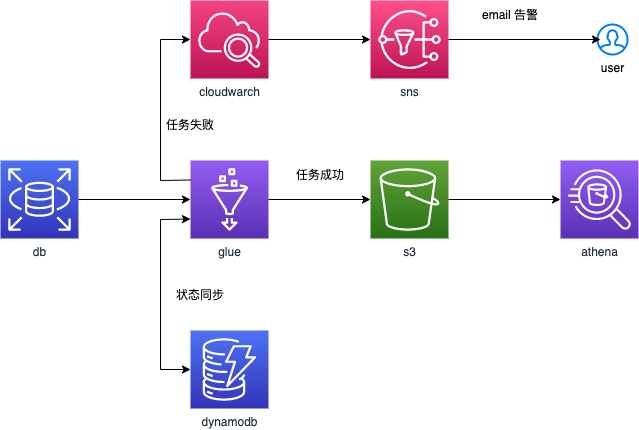 email 告警
user
cloudwarch
sns
任务失败
任务成功
db
glue
s3
athena
状态同步
dynamodb